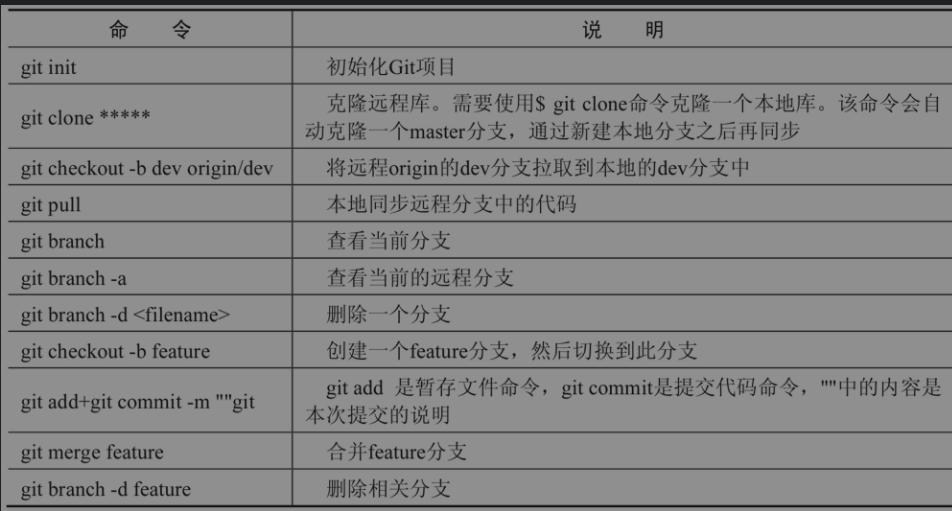 命 令 说 明
git init 初始化Git项目
git clone ***** 克隆远程库。需要使用$ git clone命令克隆一个本地库。该命令会自
动克隆一个master分支，通过新建本地分支之后再同步
git checkout -b dev origin/dev 将远程origin的dev分支拉取到本地的dev分支中
git pull 本地同步远程分支中的代码
git branch 查看当前分支
git branch -a 查看当前的远程分支
git branch -d <filename> 删除一个分支
git checkout -b feature 创建一个feature分支，然后切换到此分支
git add+git commit -m ""git git add 是暂存文件命令，git commit是提交代码命令，""中的内容是
本次提交的说明
git merge feature 合并feature分支
git branch -d feature 删除相关分支